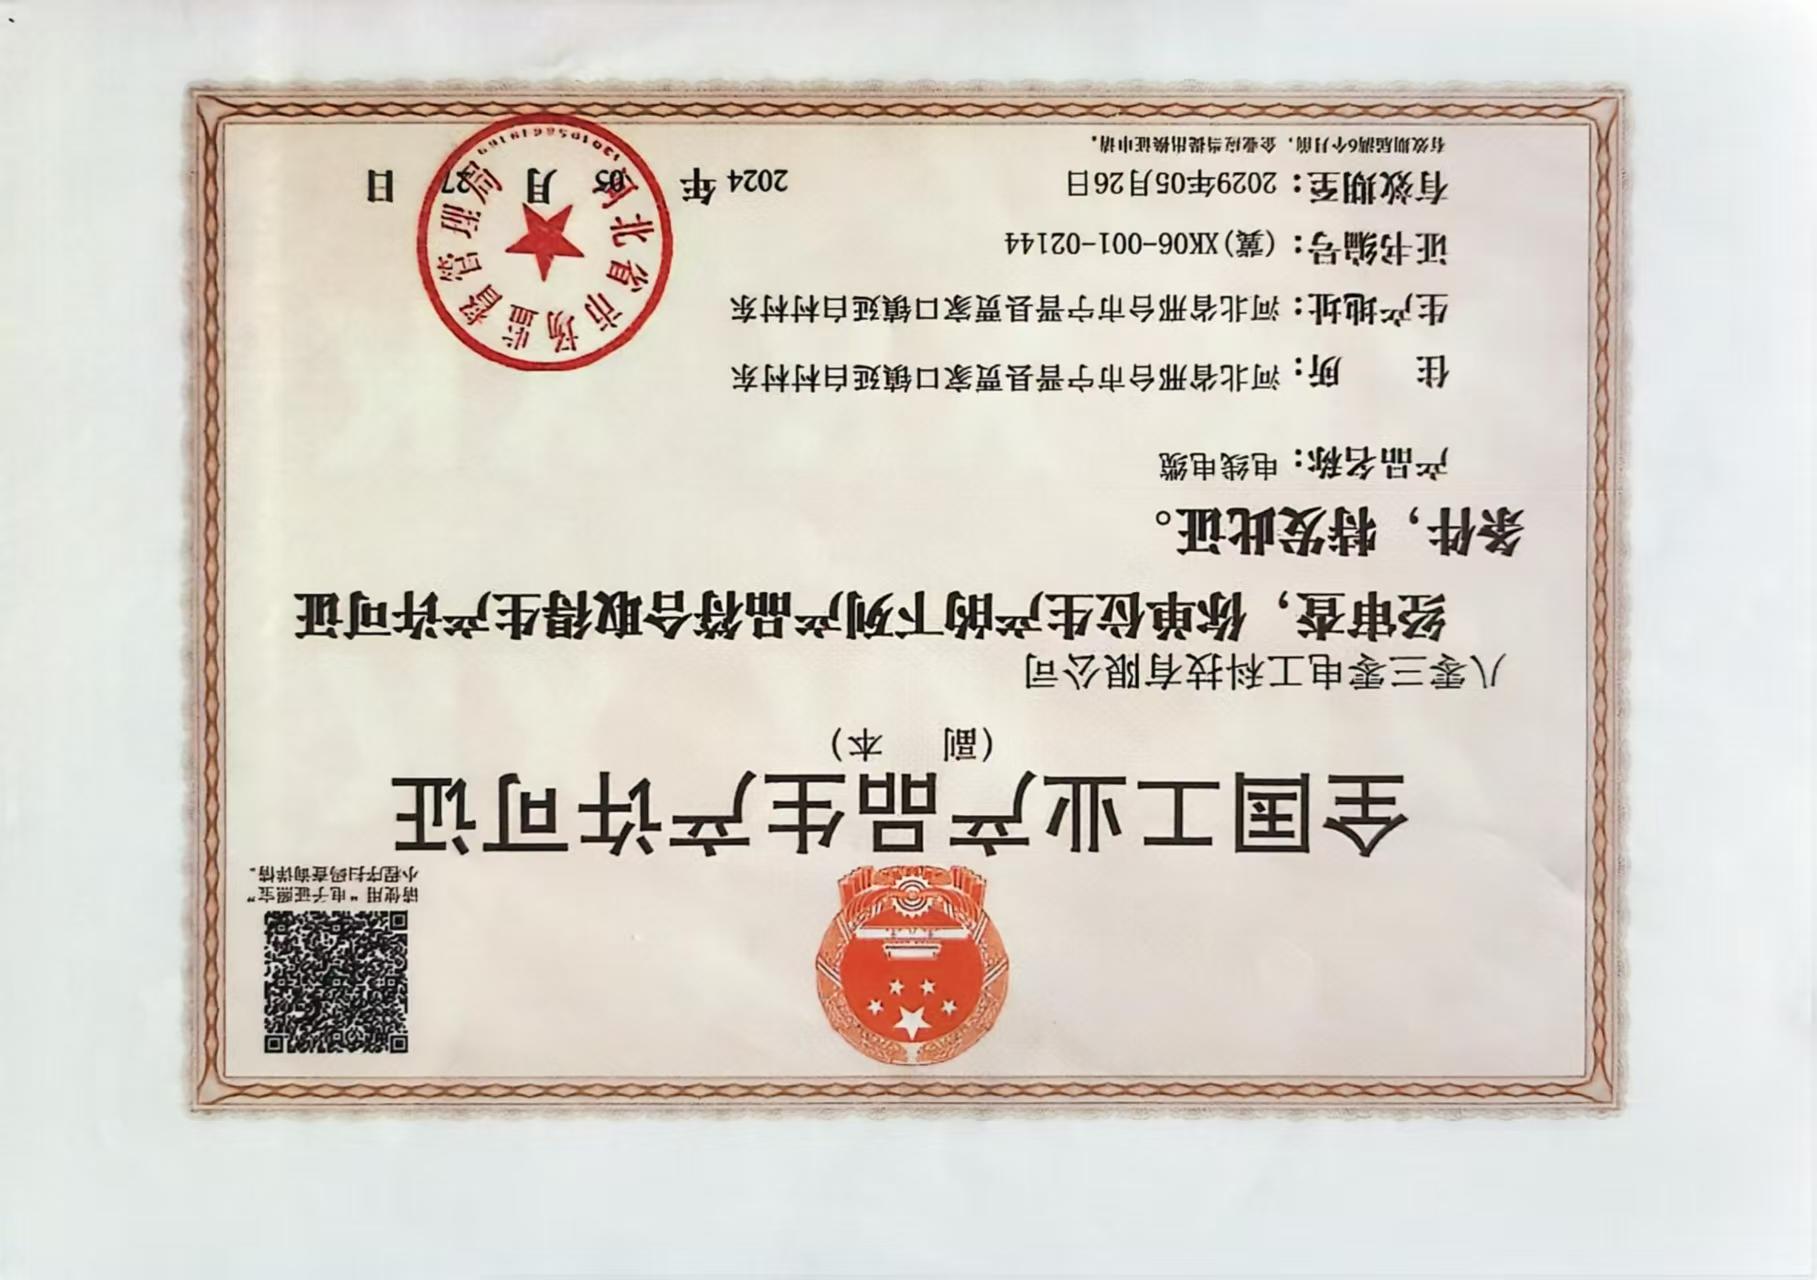 请使用“电子证照宝”
小程序扫码查询详情。
全国工业产品生产许可证
(副 本)
八零三零电工科技有限公司
经审查,你单位生产的下列产品符合取得生产许可证
条件,特发此证。
产品名称:电线电缆
住 所:河北省邢台市宁晋县贾家口镇延白村村东
生产地址:河北省邢台市宁晋县贾家口镇延白村村东
证书编号:(冀)XK06-001-02144
有效期至:2029年05月26日
2024 年 05 月 27 日
有效期届满6个月前,企业应当提出换证申请。
河北省市场监督管理局